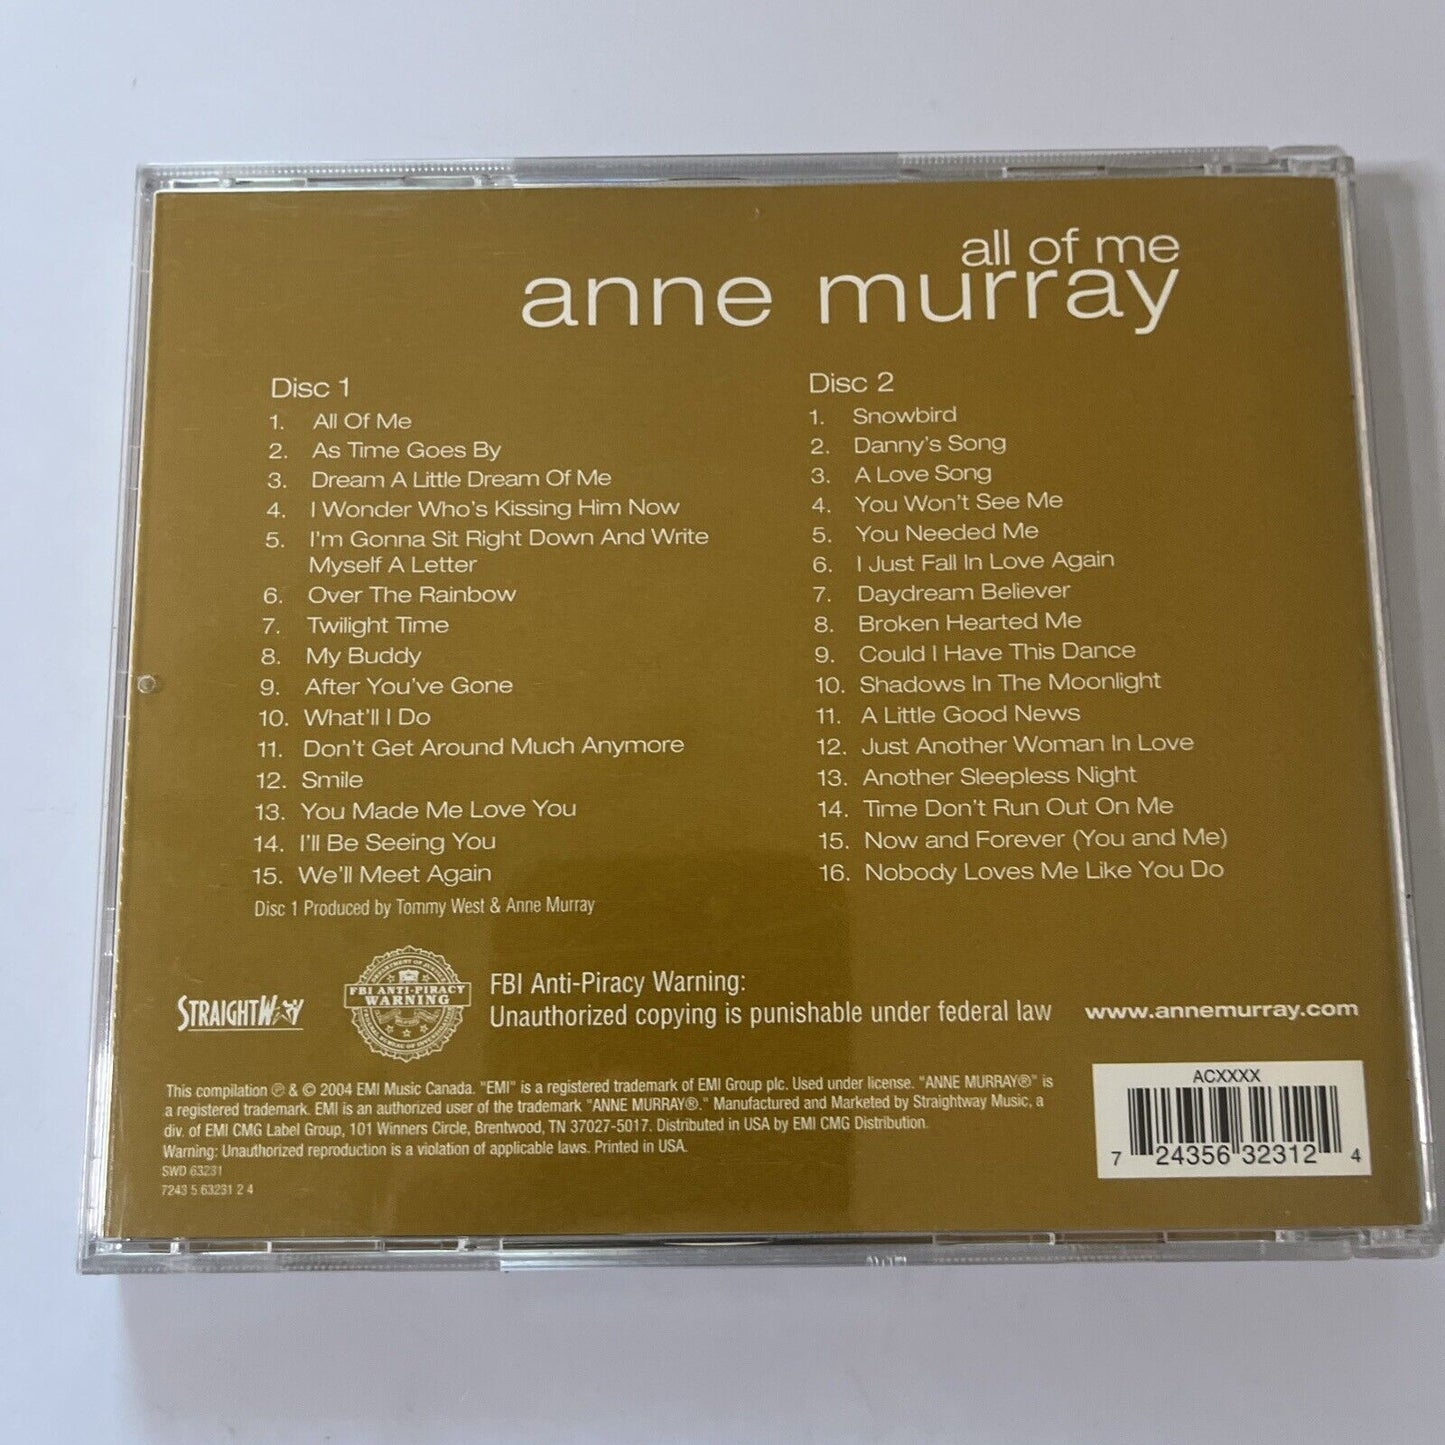 all of me
anne murray
Disc 1
1. All Of Me
2. As Time Goes By
3. Dream A Little Dream Of Me
4. I Wonder Who's Kissing Him Now
5. I'm Gonna Sit Right Down And Write
Myself A Letter
6. Over The Rainbow
7. Twilight Time
8. My Buddy
9. After You've Gone
10. What'll I Do
11. Don't Get Around Much Anymore
12. Smile
13. You Made Me Love You
14. I'll Be Seeing You
15. We'll Meet Again
Disc 1 Produced by Tommy West & Anne Murray
Disc 2
1. Snowbird
2. Danny's Song
3. A Love Song
4. You Won't See Me
5. You Needed Me
6. I Just Fall In Love Again
7. Daydream Believer
8. Broken Hearted Me
9. Could I Have This Dance
10. Shadows In The Moonlight
11. A Little Good News
12. Just Another Woman In Love
13. Another Sleepless Night
14. Time Don't Run Out On Me
15. Now and Forever (You and Me)
16. Nobody Loves Me Like You Do
STRAIGHTWAY
FBI ANTI-PIRACY
WARNING
FBI Anti-Piracy Warning:
Unauthorized copying is punishable under federal law
www.annemurray.com
This compilation ℗ & © 2004 EMI Music Canada. "EMI" is a registered trademark of EMI Group plc. Used under license. "ANNE MURRAY®" is
a registered trademark. EMI is an authorized user of the trademark "ANNE MURRAY®." Manufactured and Marketed by Straightway Music, a
div. of EMI CMG Label Group, 101 Winners Circle, Brentwood, TN 37027-5017. Distributed in USA by EMI CMG Distribution.
Warning: Unauthorized reproduction is a violation of applicable laws. Printed in USA.
SWD 63231
7243 5 63231 2 4
ACXXXX
7 24356 32312 4